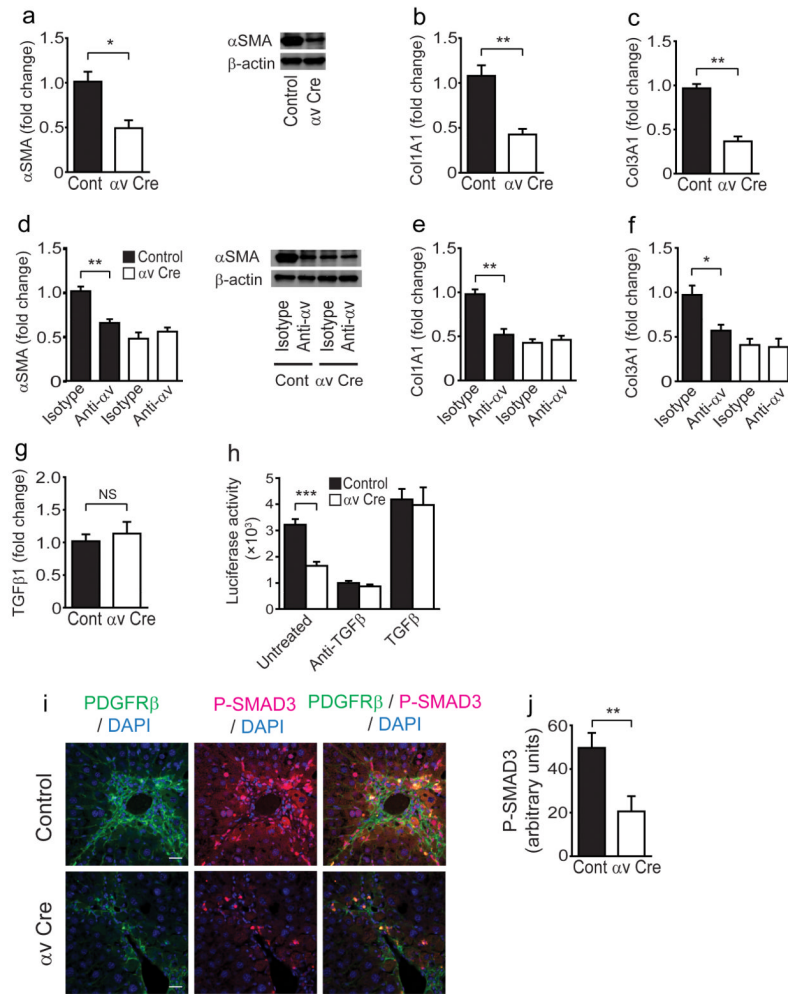 a
αSMA (fold change)
1.5
1.0
0.5
0
*
Cont αv Cre
αSMA
β-actin
Control
αv Cre
b
Col1A1 (fold change)
1.5
1.0
0.5
0
**
Cont αv Cre
c
Col3A1 (fold change)
1.5
1.0
0.5
0
**
Cont αv Cre
d
αSMA (fold change)
1.5
1.0
0.5
0
**
Control
αv Cre
Isotype
Anti-αv
Isotype
Anti-αv
αSMA
β-actin
Isotype
Anti-αv
Isotype
Anti-αv
Cont αv Cre
e
Col1A1 (fold change)
1.5
1.0
0.5
0
**
Isotype
Anti-αv
Isotype
Anti-αv
f
Col3A1 (fold change)
1.5
1.0
0.5
0
*
Isotype
Anti-αv
Isotype
Anti-αv
g
TGFβ1 (fold change)
2.0
1.5
1.0
0.5
0
NS
Cont αv Cre
h
Luciferase activity
(×10³)
5
4
3
2
1
0
***
Control
αv Cre
Untreated
Anti-TGFβ
TGFβ
i
PDGFRβ
/ DAPI
P-SMAD3
/ DAPI
PDGFRβ / P-SMAD3
/ DAPI
Control
αv Cre
j
P-SMAD3
(arbitrary units)
60
40
20
0
**
Cont αv Cre